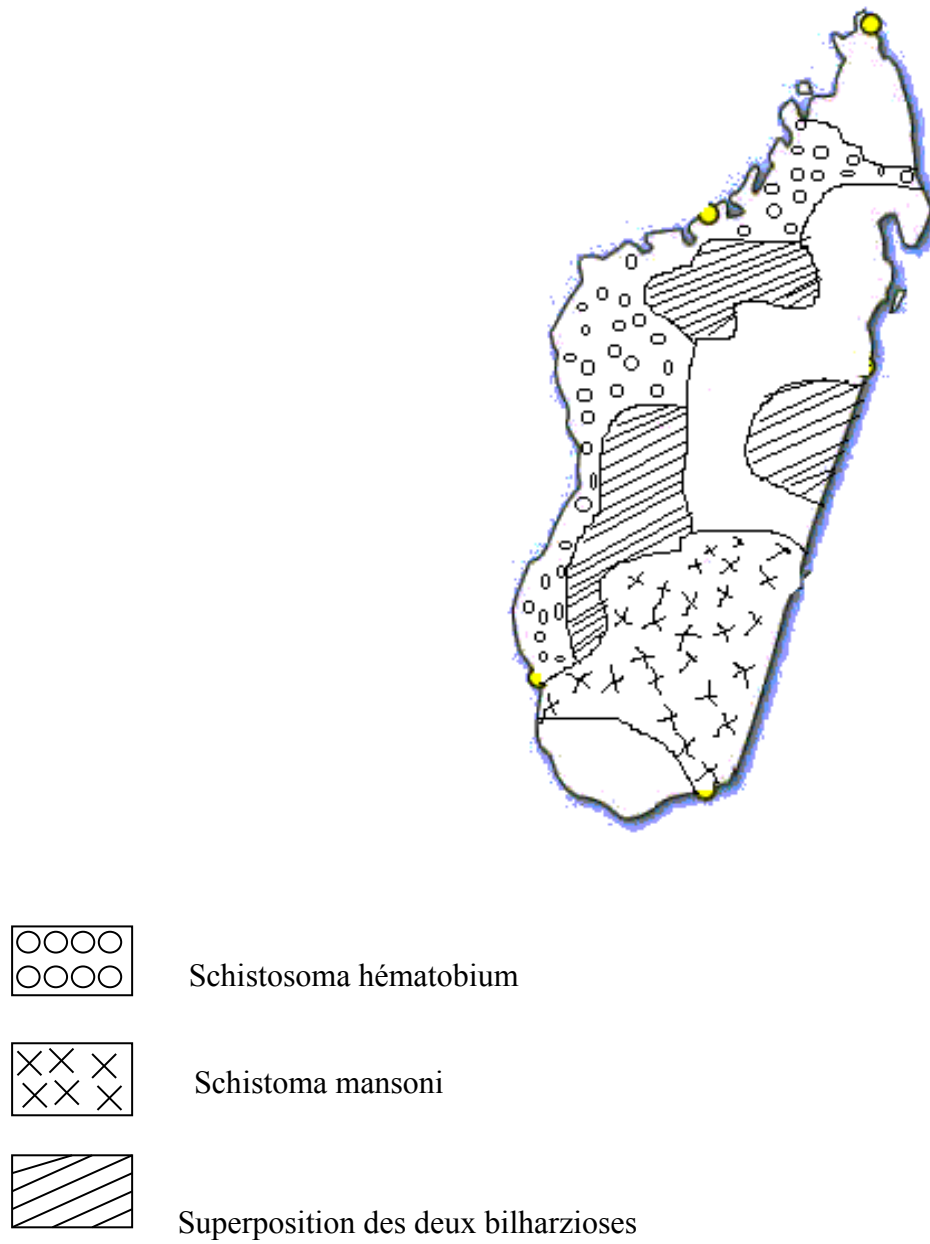 Schistosoma hématobium
Schistoma mansoni
Superposition des deux bilharzioses